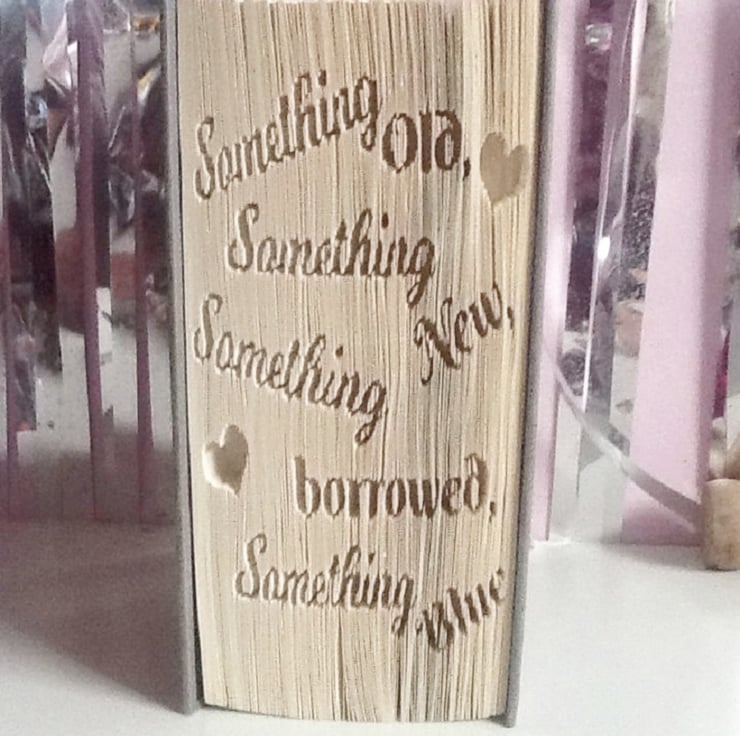 Something Old,
Something
New,
Something
borrowed,
Something Blue